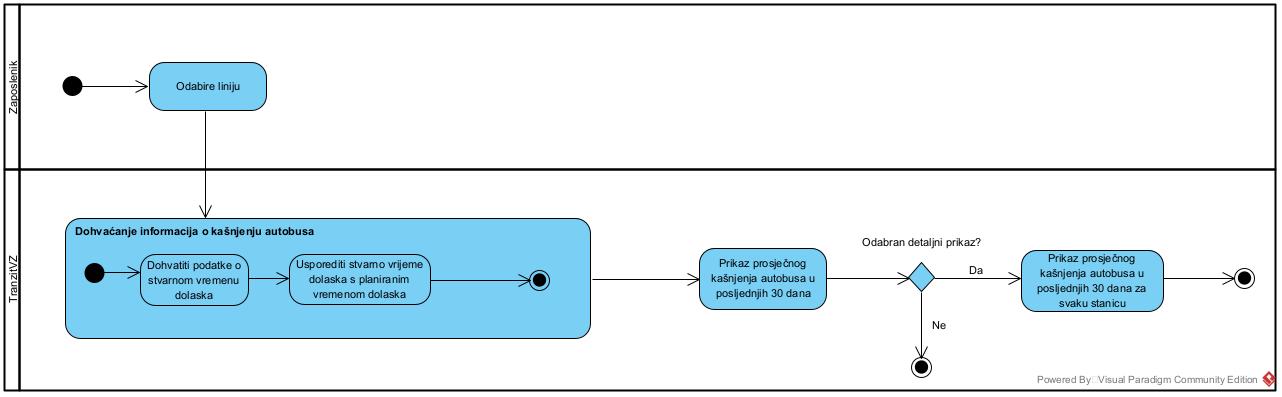 Zaposlenik
Odabire liniju
TranzitVZ
Dohvaćanje informacija o kašnjenju autobusa
Dohvatiti podatke o
stvarnom vremenu
dolaska
Usporediti stvarno vrijeme
dolaska s planiranim
vremenom dolaska
Prikaz prosječnog
kašnjenja autobusa u
posljednjih 30 dana
Odabran detaljni prikaz?
Da
Ne
Prikaz prosječnog
kašnjenja autobusa u
posljednjih 30 dana za
svaku stanicu
Powered By Visual Paradigm Community Edition